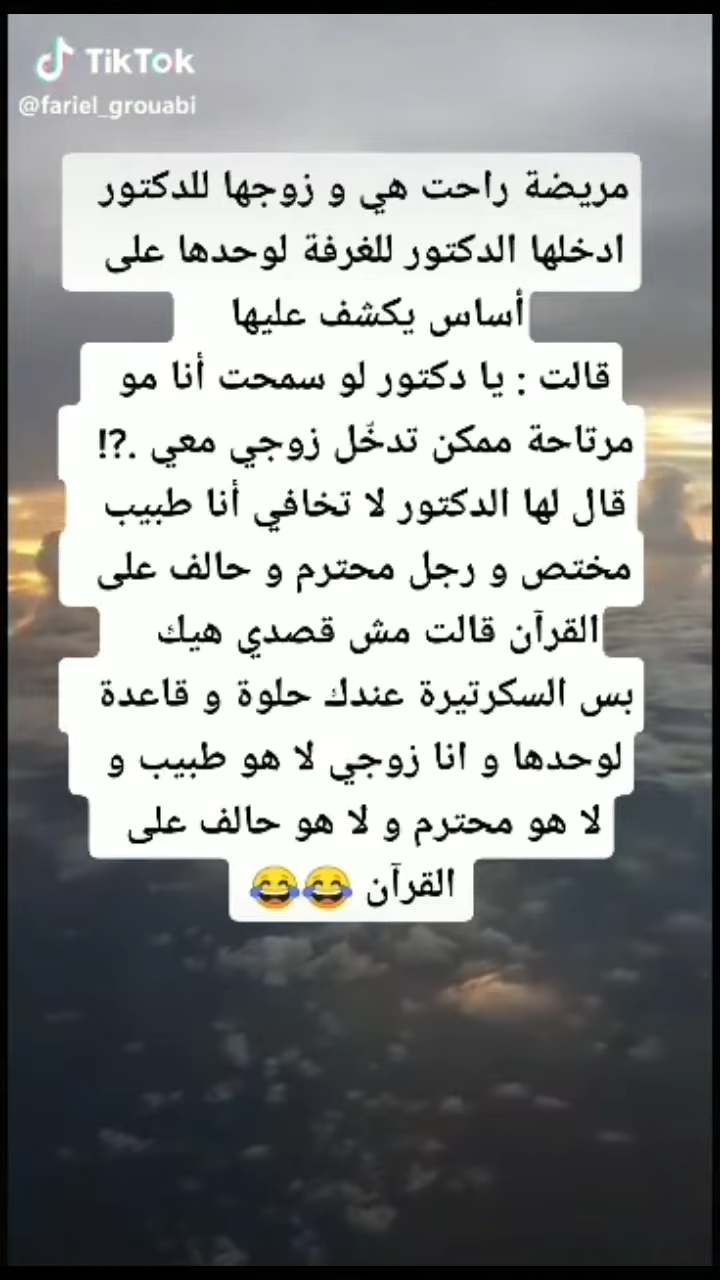 TikTok
@fariel_grouabi
مريضة راحت هي و زوجها للدكتور
ادخلها الدكتور للغرفة لوحدها على
أساس يكشف عليها
قالت : يا دكتور لو سمحت أنا مو
مرتاحة ممكن تدخّل زوجي معي .?!
قال لها الدكتور لا تخافي أنا طبيب
مختص و رجل محترم و حالف على
القرآن قالت مش قصدي هيك
بس السكرتيرة عندك حلوة و قاعدة
لوحدها و انا زوجي لا هو طبيب و
لا هو محترم و لا هو حالف على
القرآن 😂😂